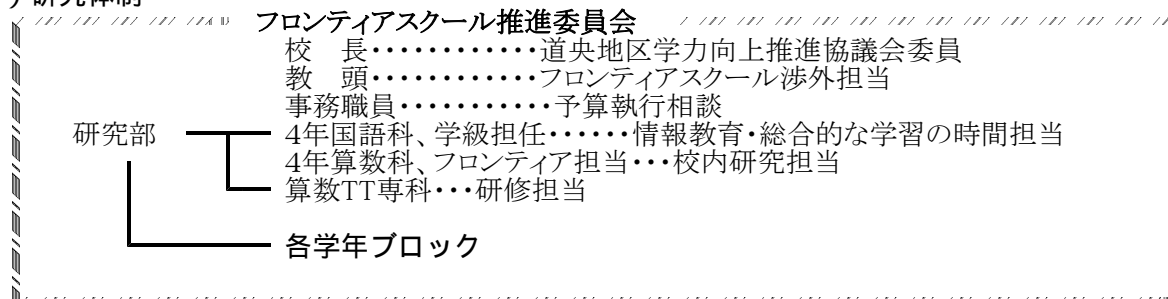 フロンティアスクール推進委員会
校　長・・・・・・・・・・・・道央地区学力向上推進協議会委員
教　頭・・・・・・・・・・・・フロンティアスクール渉外担当
事務職員・・・・・・・・・・・予算執行相談
研究部
4年国語科、学級担任・・・・・・情報教育・総合的な学習の時間担当
4年算数科、フロンティア担当・・・校内研究担当
算数TT専科・・・研修担当
各学年ブロック